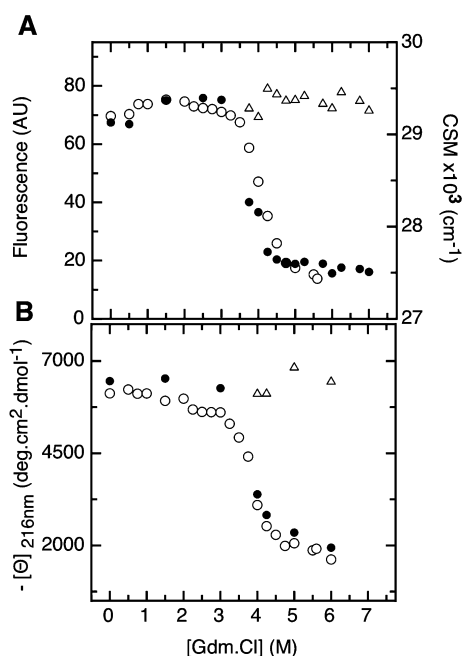 A
80
60
40
20
0
Fluorescence (AU)
30
29
28
27
CSM x10³ (cm⁻¹)
B
7000
4500
2000
- [Θ] 216nm (deg.cm².dmol⁻¹)
0 1 2 3 4 5 6 7
[Gdm.Cl] (M)